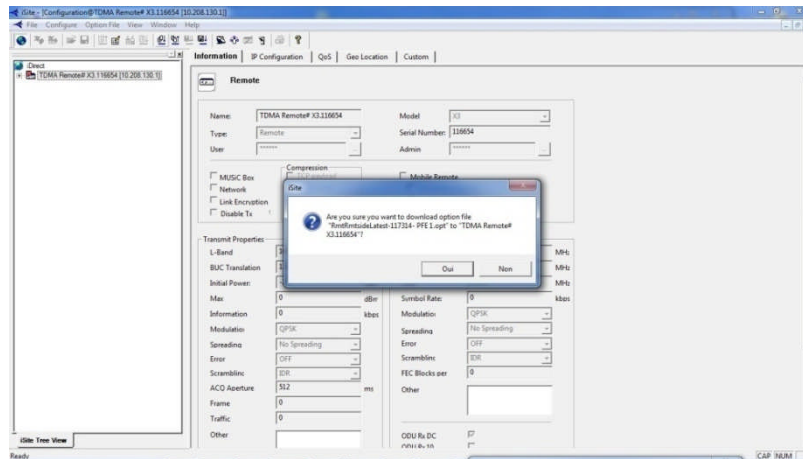 iSite - [Configuration@TDMA Remote# X3.116654 [10.208.130.1]]
File Configure Option File View Window Help
Information IP Configuration QoS Geo Location Custom
Direct
TDMA Remote# X3.116654 [10.208.130.1]
Remote
Name: TDMA Remote# X3.116654 Model X3
Type: Remote Serial Number: 116654
User ****** Admin ******
Compression
MUSiC Box Mobile Remote
Network
Link Encryption
Disable Tx
iSite
Are you sure you want to download option file
"RmtRmtsideLatest-117314- PFE 1.opt" to "TDMA Remote#
X3.116654"?
Oui Non
Transmit Properties
L-Band MHz
BUC Translation MHz
Initial Power: MHz
Max 0 dBm Symbol Rate: 0 kbps
Information 0 kbps Modulation QPSK
Modulation QPSK Spreading No Spreading
Spreading No Spreading Error OFF
Error OFF Scrambling IDR
Scrambling IDR FEC Blocks per 0
ACQ Aperture 512 ms Other
Frame 0
Traffic 0
Other ODU Rx DC
ODU Rx 10
iSite Tree View
Ready CAP NUM